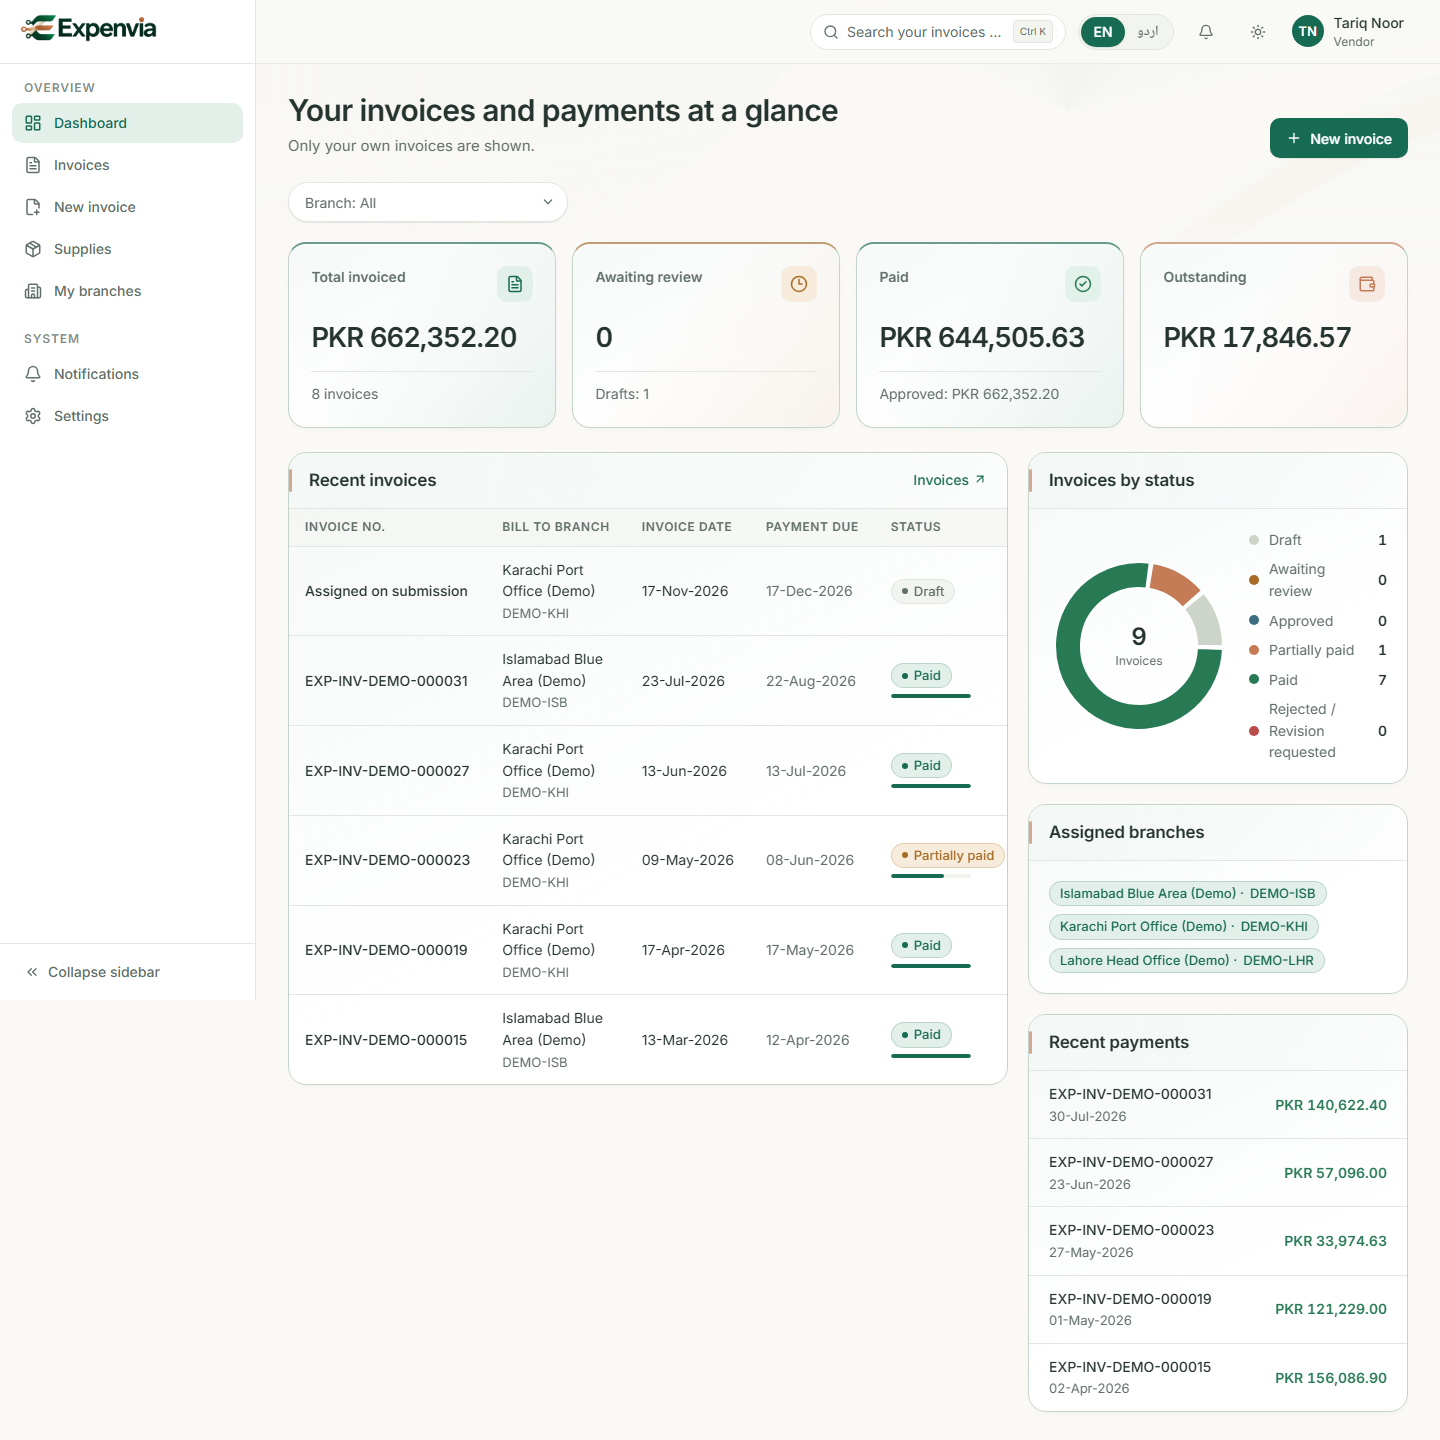 Expenvia
Search your invoices ...
Ctrl K
EN
اردو
TN
Tariq Noor
Vendor
OVERVIEW
Dashboard
Invoices
New invoice
Supplies
My branches
SYSTEM
Notifications
Settings
Collapse sidebar
Your invoices and payments at a glance
Only your own invoices are shown.
New invoice
Branch: All
Total invoiced
PKR 662,352.20
8 invoices
Awaiting review
0
Drafts: 1
Paid
PKR 644,505.63
Approved: PKR 662,352.20
Outstanding
PKR 17,846.57
Recent invoices
Invoices
INVOICE NO. BILL TO BRANCH INVOICE DATE PAYMENT DUE STATUS
Assigned on submission
Karachi Port
Office (Demo)
DEMO-KHI
17-Nov-2026
17-Dec-2026
Draft
EXP-INV-DEMO-000031
Islamabad Blue
Area (Demo)
DEMO-ISB
23-Jul-2026
22-Aug-2026
Paid
EXP-INV-DEMO-000027
Karachi Port
Office (Demo)
DEMO-KHI
13-Jun-2026
13-Jul-2026
Paid
EXP-INV-DEMO-000023
Karachi Port
Office (Demo)
DEMO-KHI
09-May-2026
08-Jun-2026
Partially paid
EXP-INV-DEMO-000019
Karachi Port
Office (Demo)
DEMO-KHI
17-Apr-2026
17-May-2026
Paid
EXP-INV-DEMO-000015
Islamabad Blue
Area (Demo)
DEMO-ISB
13-Mar-2026
12-Apr-2026
Paid
Invoices by status
9
Invoices
Draft 1
Awaiting
review 0
Approved 0
Partially paid 1
Paid 7
Rejected /
Revision 0
requested
Assigned branches
Islamabad Blue Area (Demo) · DEMO-ISB
Karachi Port Office (Demo) · DEMO-KHI
Lahore Head Office (Demo) · DEMO-LHR
Recent payments
EXP-INV-DEMO-000031
30-Jul-2026
PKR 140,622.40
EXP-INV-DEMO-000027
23-Jun-2026
PKR 57,096.00
EXP-INV-DEMO-000023
27-May-2026
PKR 33,974.63
EXP-INV-DEMO-000019
01-May-2026
PKR 121,229.00
EXP-INV-DEMO-000015
02-Apr-2026
PKR 156,086.90